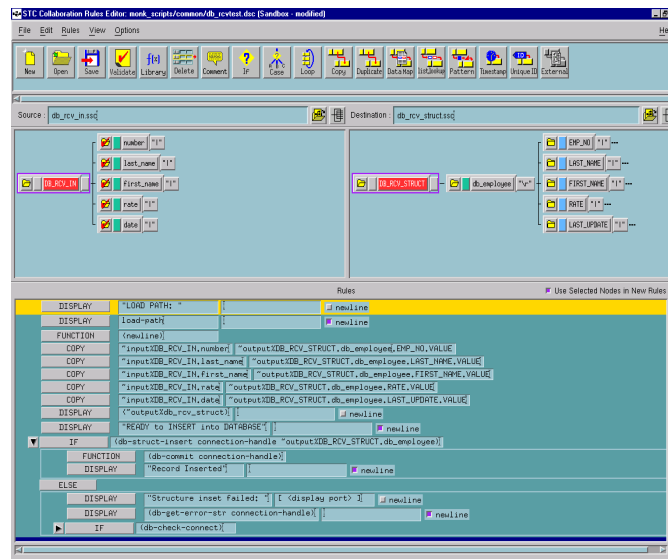 STC Collaboration Rules Editor: monk_scripts/common/db_rcvtest.dsc (Sandbox - modified)
File Edit Rules View Options He
New Open Save Validate Library Delete Comment IF Case Loop Copy Duplicate Data Map List Lookup Pattern Timestamp Unique ID External
Source : db_rcv_in.ssc Destination : db_rcv_struct.ssc
number "|" EMP_NO "|"
last_name "|" LAST_NAME "|"
DB_RCV_IN first_name "|" DB_RCV_STRUCT db_employee "\r" FIRST_NAME "|"
rate "|" RATE "|"
date "|" LAST_UPDATE "|"
Rules Use Selected Nodes in New Rules
DISPLAY "LOAD PATH: " [ newline
DISPLAY load-path [ newline
FUNCTION (newline)
COPY ~input%DB_RCV_IN.number ~output%DB_RCV_STRUCT.db_employee.EMP_NO.VALUE
COPY ~input%DB_RCV_IN.last_name ~output%DB_RCV_STRUCT.db_employee.LAST_NAME.VALUE
COPY ~input%DB_RCV_IN.first_name ~output%DB_RCV_STRUCT.db_employee.FIRST_NAME.VALUE
COPY ~input%DB_RCV_IN.rate ~output%DB_RCV_STRUCT.db_employee.RATE.VALUE
COPY ~input%DB_RCV_IN.date ~output%DB_RCV_STRUCT.db_employee.LAST_UPDATE.VALUE
DISPLAY (~output%db_rcv_struct) [ newline
DISPLAY "READY to INSERT into DATABASE" [ newline
IF (db-struct-insert connection-handle ~output%DB_RCV_STRUCT.db_employee)
FUNCTION (db-commit connection-handle)
DISPLAY "Record Inserted" [ newline
ELSE
DISPLAY "Structure inset failed: " [ <display port> ] newline
DISPLAY (db-get-error-str connection-handle) [ newline
IF (db-check-connect)